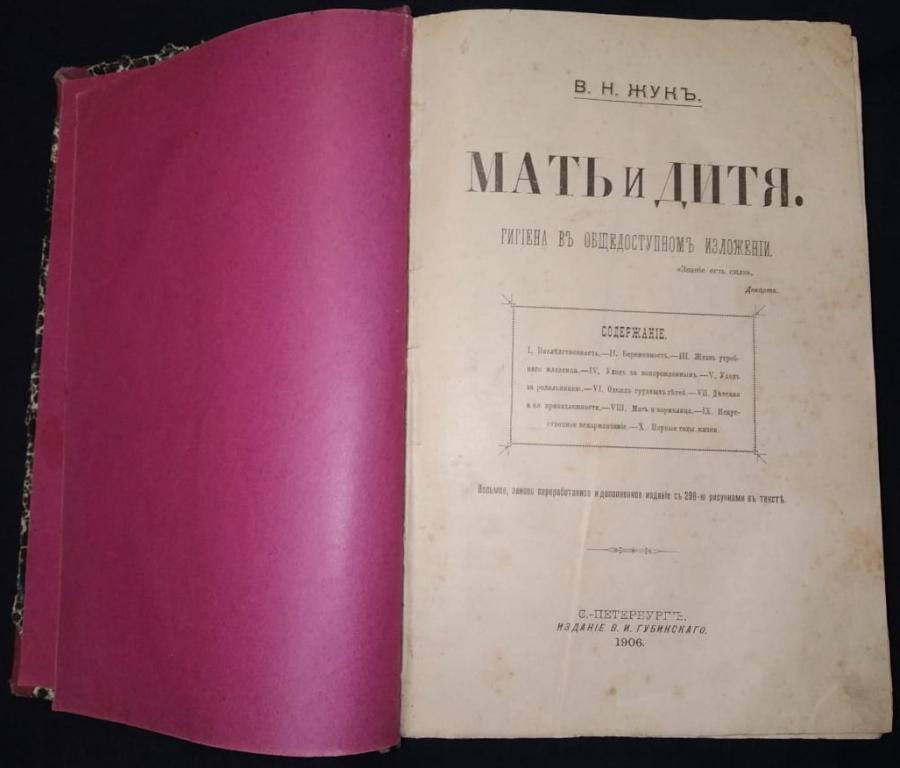 В. Н. ЖУКЪ.
МАТЬ И ДИТЯ.
ГИГІЕНА ВЪ ОБЩЕДОСТУПНОМЪ ИЗЛОЖЕНІИ.
«Знаніе есть сила»,
Декартъ.
СОДЕРЖАНІЕ.
I. Наслѣдственность.—II. Беременность.—III. Жизнь утроб-
наго младенца.—IV. Уходъ за новорожденнымъ.—V. Уходъ
за родильницею.—VI. Одежда грудныхъ дѣтей.—VII. Дѣтская
и ея принадлежности.—VIII. Мать и кормилица.—IX. Искус-
ственное вскармливаніе.—X. Первые годы жизни.
Восьмое, заново переработанное и дополненное изданіе съ 298-ю рисунками въ текстѣ.
С.-ПЕТЕРБУРГЪ.
ИЗДАНІЕ В. И. ГУБИНСКАГО.
1906.